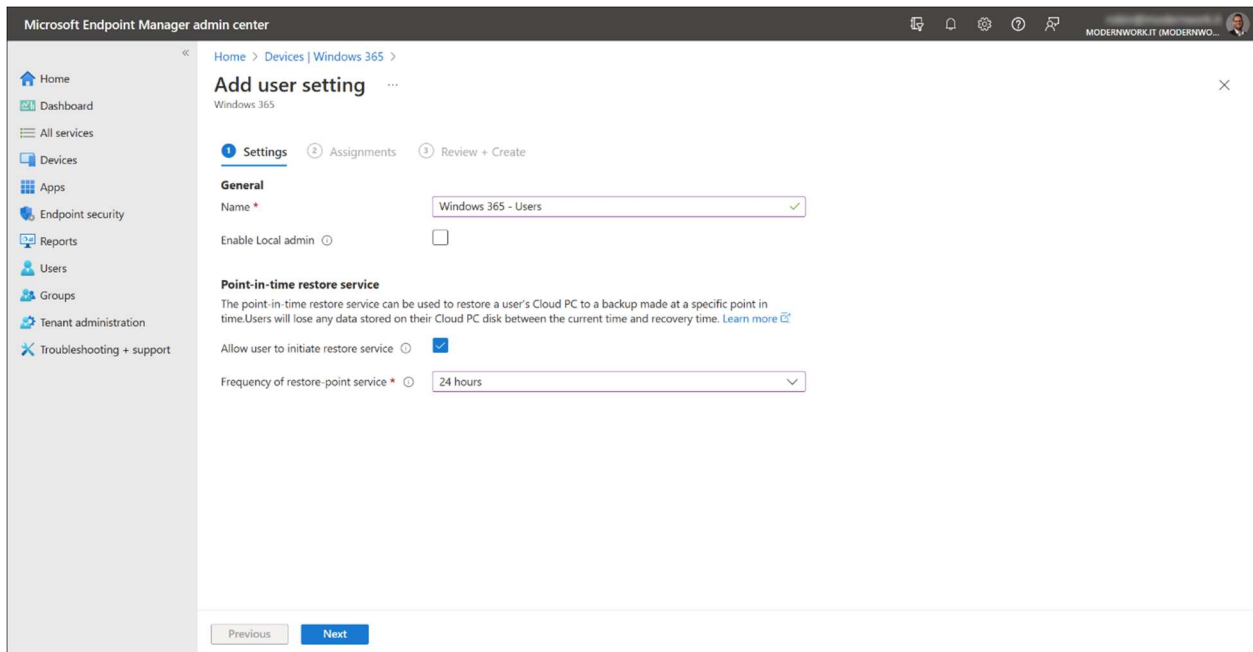 Microsoft Endpoint Manager admin center
MODERNWORK.IT (MODERNWO...
Home
Dashboard
All services
Devices
Apps
Endpoint security
Reports
Users
Groups
Tenant administration
Troubleshooting + support
Home > Devices | Windows 365 >
Add user setting ...
Windows 365
1 Settings 2 Assignments 3 Review + Create
General
Name * Windows 365 - Users
Enable Local admin
Point-in-time restore service
The point-in-time restore service can be used to restore a user's Cloud PC to a backup made at a specific point in
time.Users will lose any data stored on their Cloud PC disk between the current time and recovery time. Learn more
Allow user to initiate restore service
Frequency of restore-point service * 24 hours
Previous Next